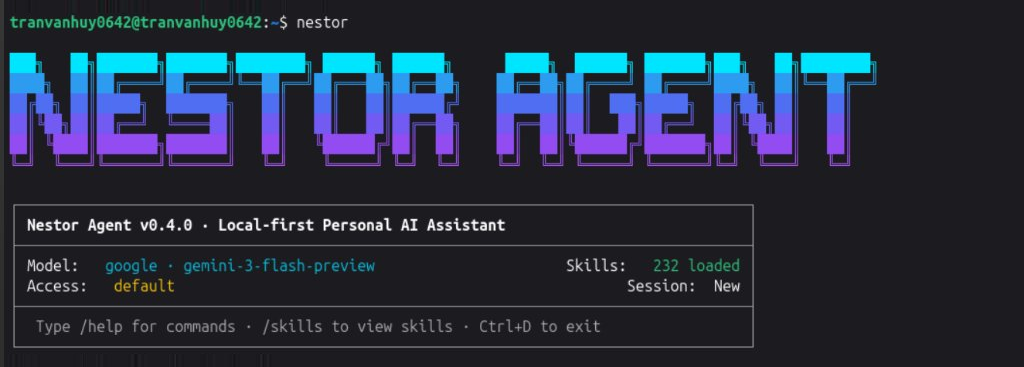 tranvanhuy0642@tranvanhuy0642:~$ nestor
NESTOR AGENT
Nestor Agent v0.4.0 · Local-first Personal AI Assistant
Model: google · gemini-3-flash-preview Skills: 232 loaded
Access: default Session: New
Type /help for commands · /skills to view skills · Ctrl+D to exit